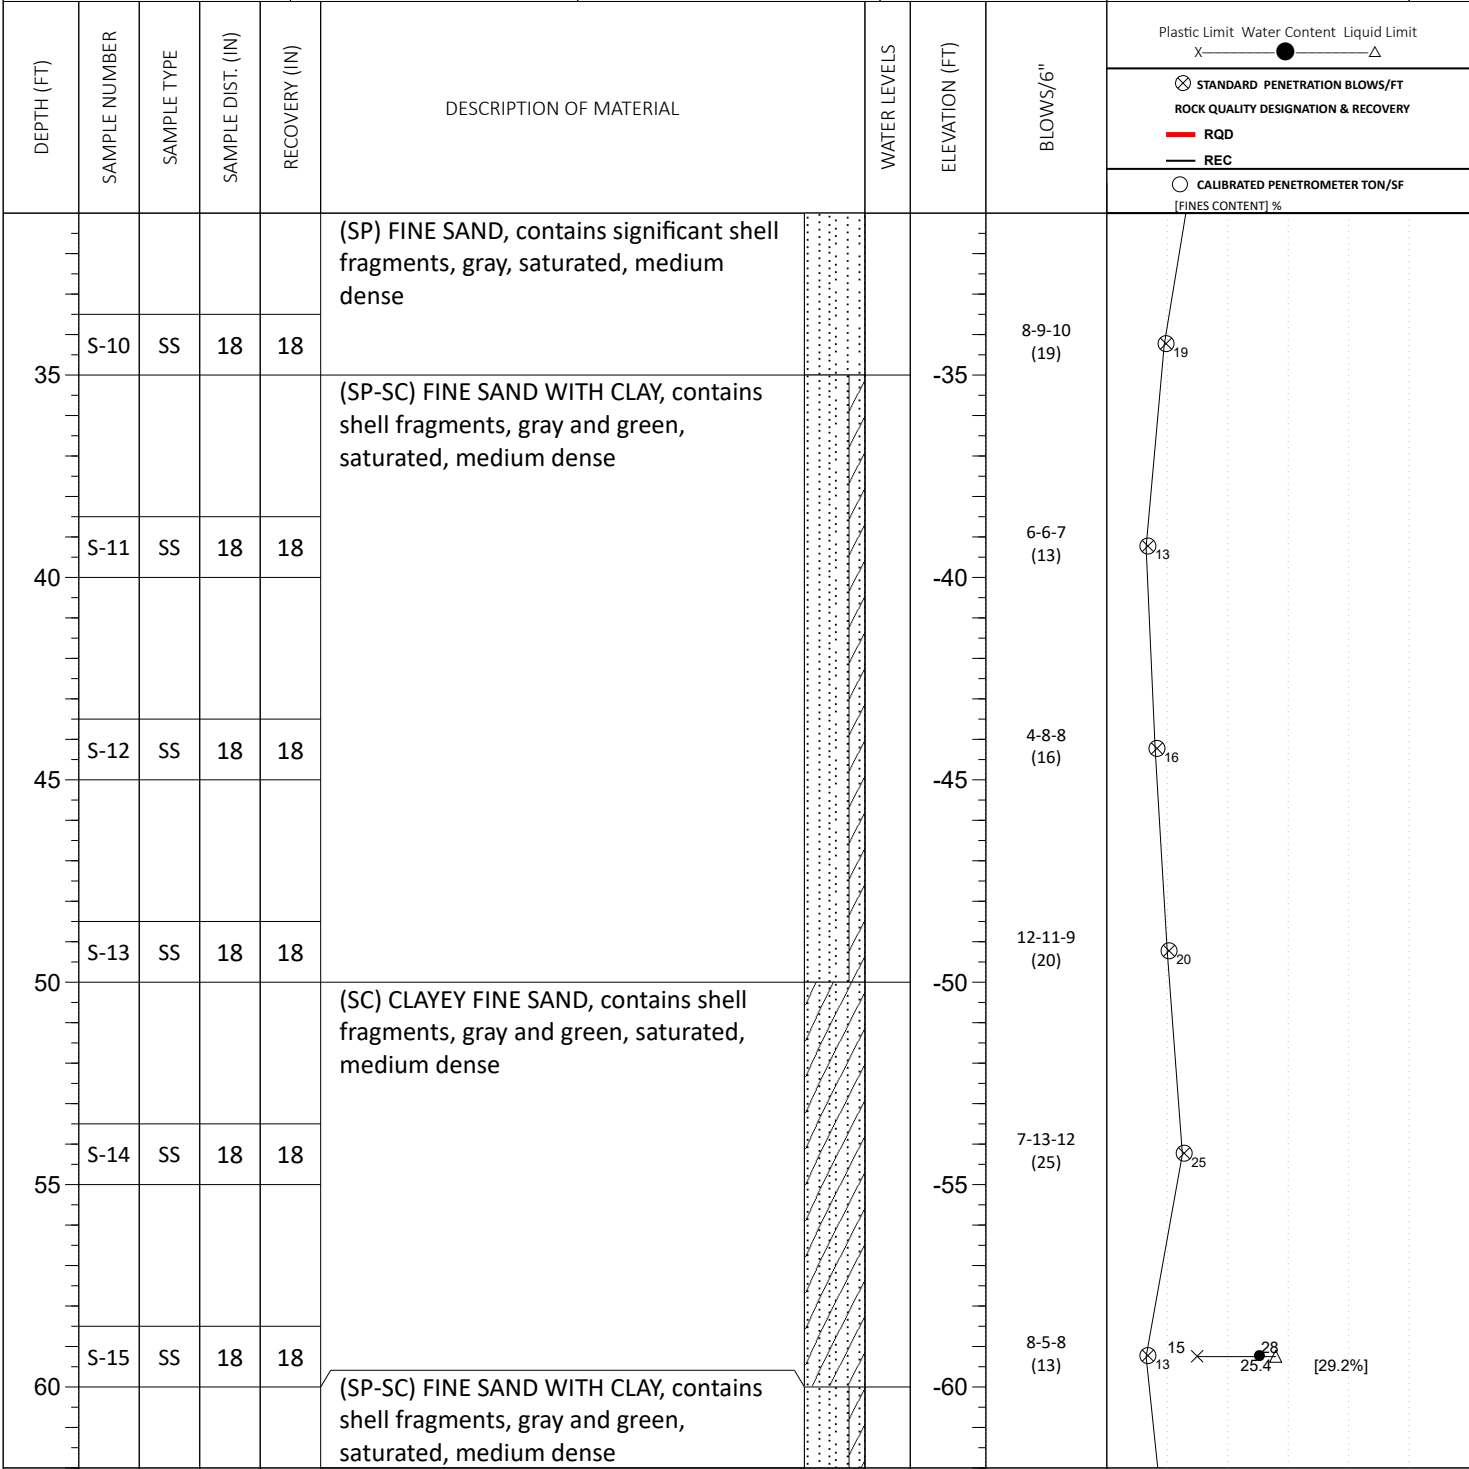 DEPTH (FT)
SAMPLE NUMBER
SAMPLE TYPE
SAMPLE DIST. (IN)
RECOVERY (IN)
DESCRIPTION OF MATERIAL
WATER LEVELS
ELEVATION (FT)
BLOWS/6"
Plastic Limit Water Content Liquid Limit
X
STANDARD PENETRATION BLOWS/FT
ROCK QUALITY DESIGNATION & RECOVERY
RQD
REC
CALIBRATED PENETROMETER TON/SF
[FINES CONTENT] %
(SP) FINE SAND, contains significant shell
fragments, gray, saturated, medium
dense
S-10 SS 18 18
8-9-10
(19)
19
35
-35
(SP-SC) FINE SAND WITH CLAY, contains
shell fragments, gray and green,
saturated, medium dense
S-11 SS 18 18
6-6-7
(13)
13
40
-40
S-12 SS 18 18
4-8-8
(16)
16
45
-45
S-13 SS 18 18
12-11-9
(20)
20
50
-50
(SC) CLAYEY FINE SAND, contains shell
fragments, gray and green, saturated,
medium dense
S-14 SS 18 18
7-13-12
(25)
25
55
-55
S-15 SS 18 18
8-5-8
(13)
13
15
28
25.4
[29.2%]
60
-60
(SP-SC) FINE SAND WITH CLAY, contains
shell fragments, gray and green,
saturated, medium dense